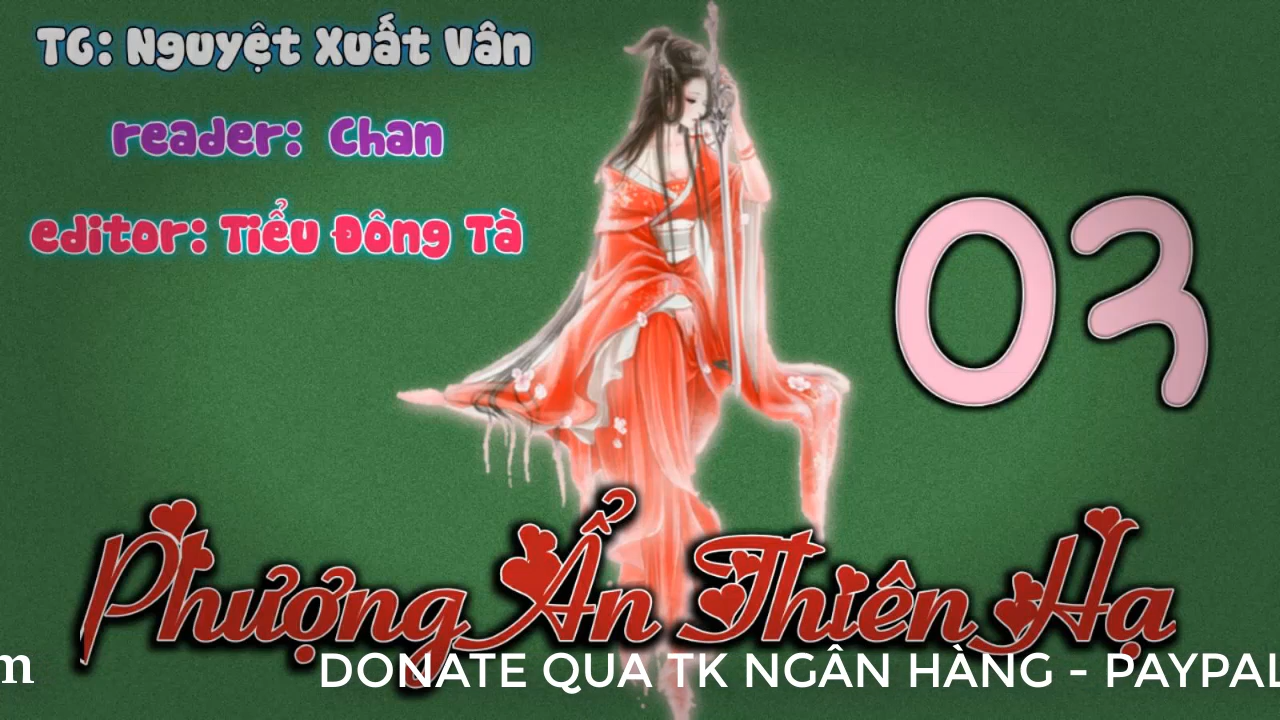 TG: Nguyệt Xuất Vân
reader: Chan
editor: Tiểu Đông Tà
03
Phượng Ẩn Thiên Hạ
m DONATE QUA TK NGÂN HÀNG - PAYPAL